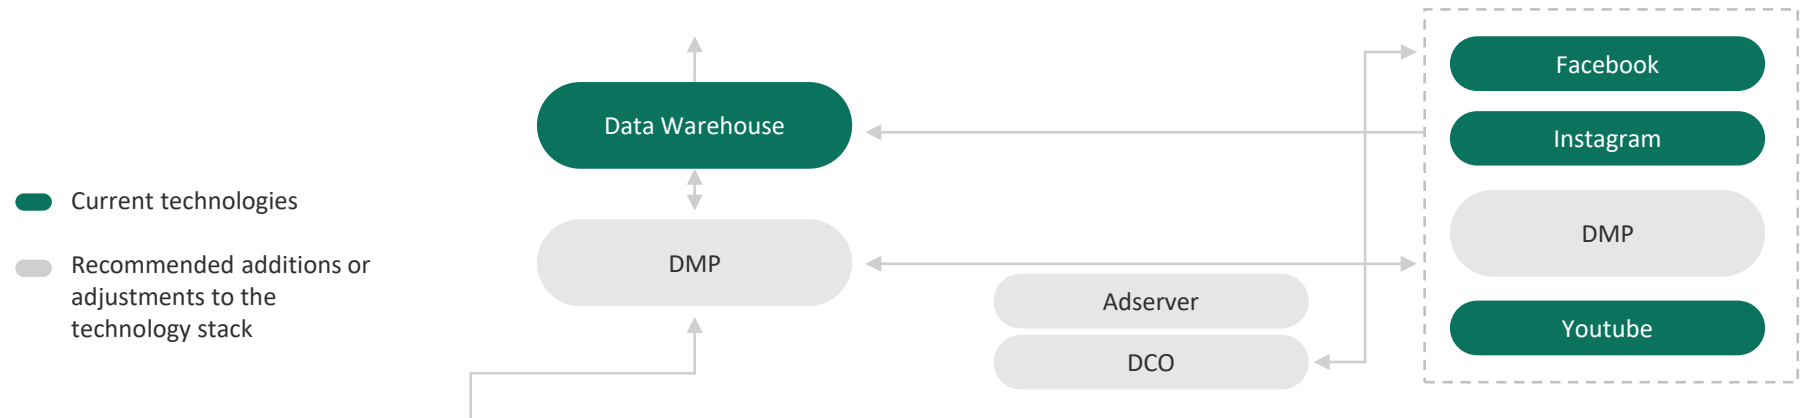 Facebook
Data Warehouse
Instagram
Current technologies
DMP
DMP
Recommended additions or
adjustments to the
technology stack
Adserver
Youtube
DCO